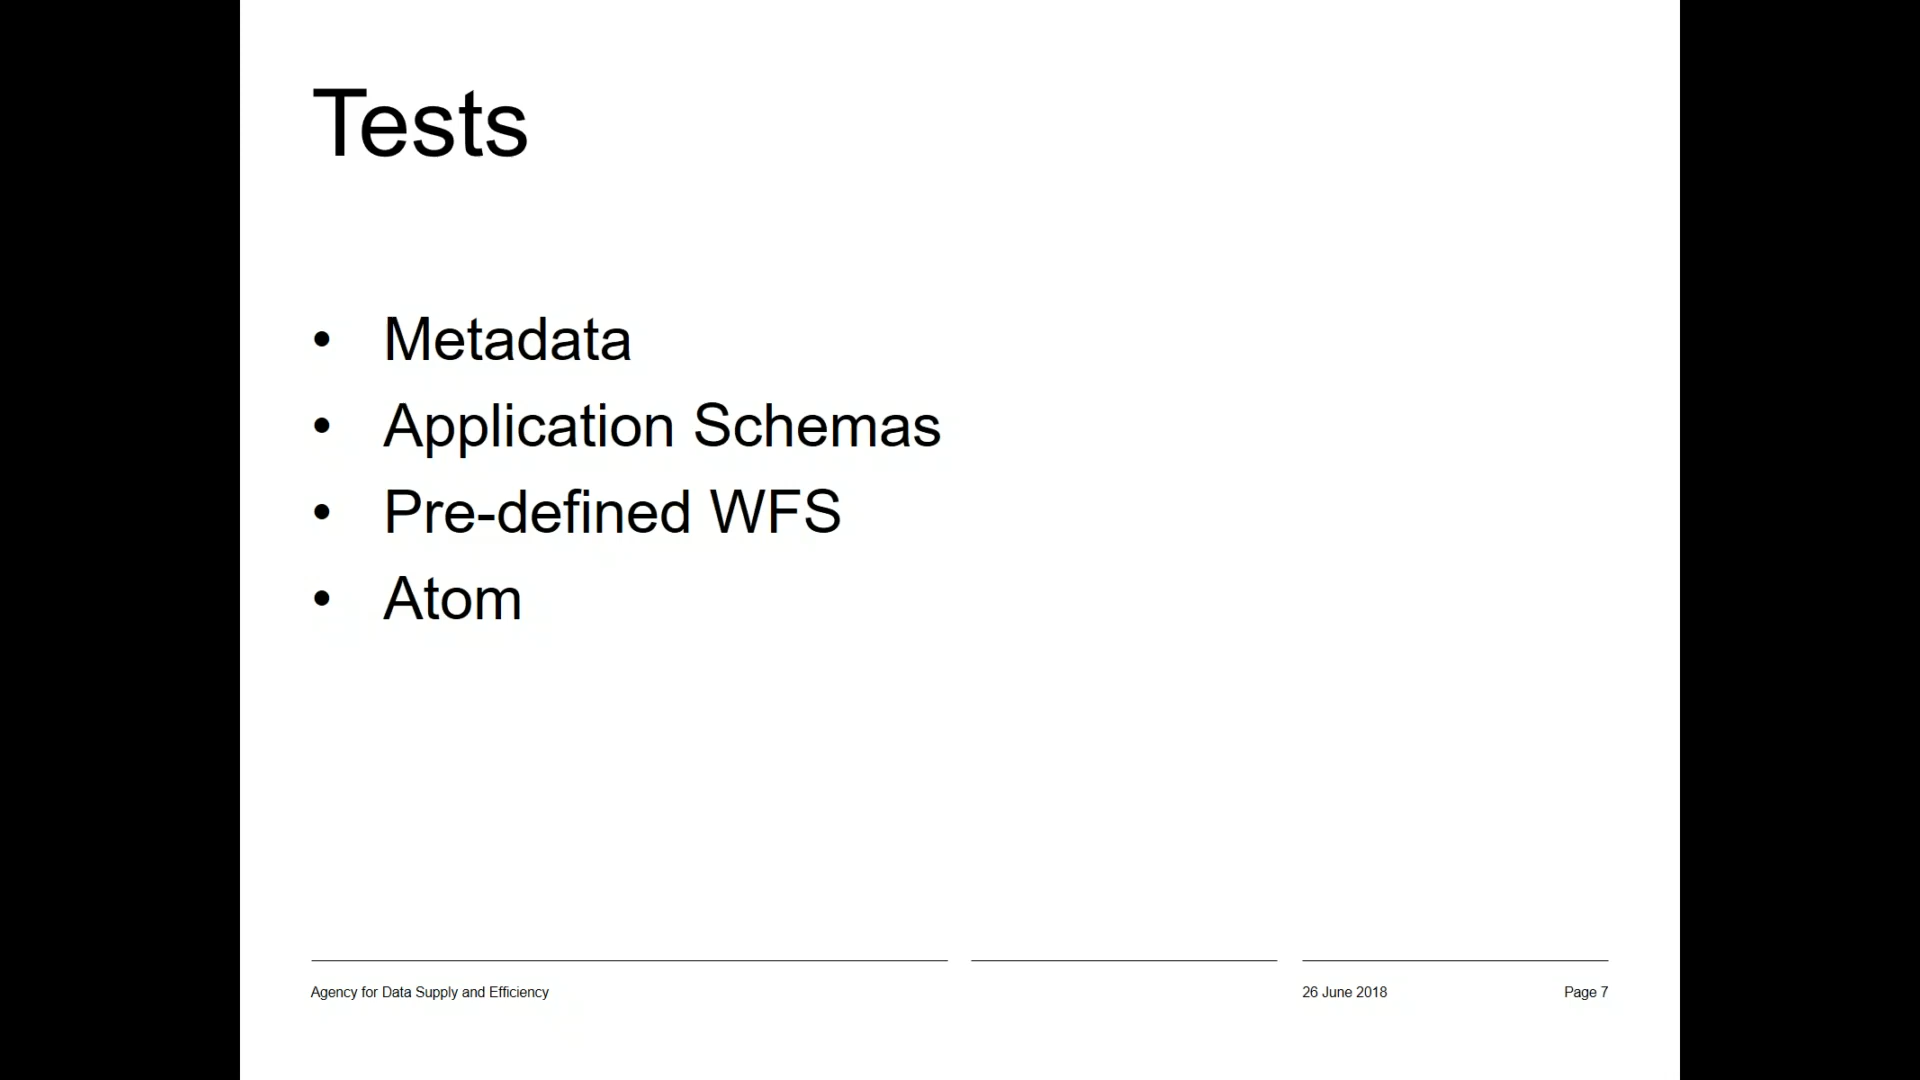 Tests
• Metadata
• Application Schemas
• Pre-defined WFS
• Atom
Agency for Data Supply and Efficiency
26 June 2018
Page 7